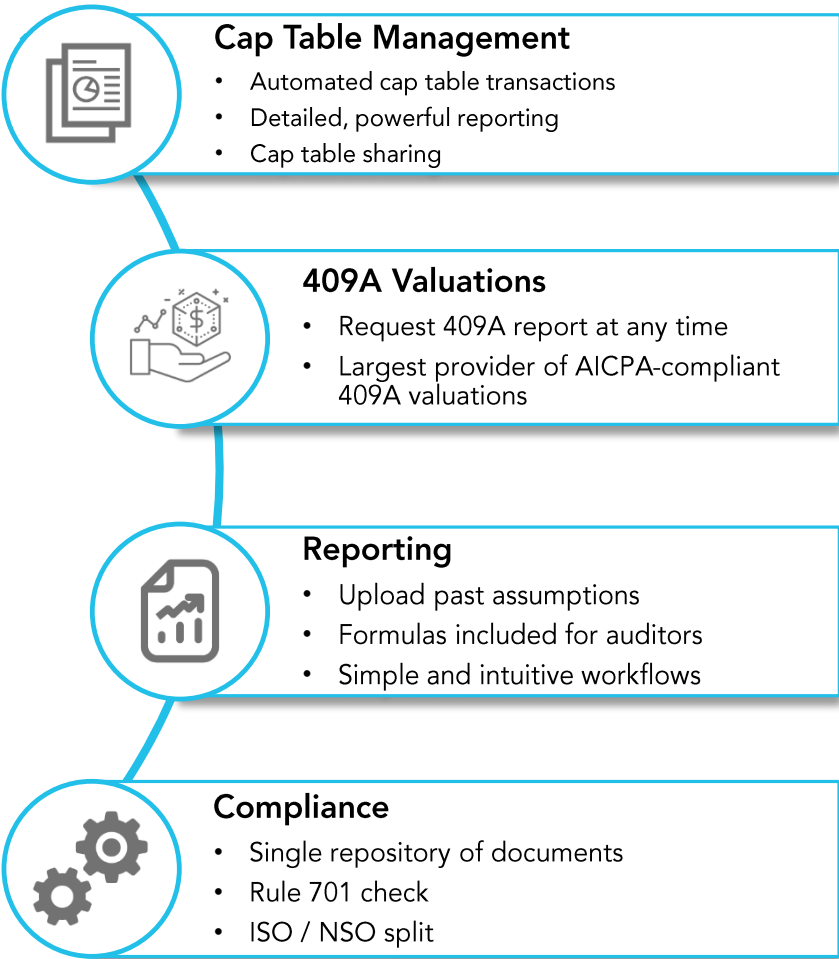 Cap Table Management
• Automated cap table transactions
• Detailed, powerful reporting
• Cap table sharing
409A Valuations
• Request 409A report at any time
• Largest provider of AICPA-compliant
409A valuations
Reporting
• Upload past assumptions
• Formulas included for auditors
• Simple and intuitive workflows
Compliance
• Single repository of documents
• Rule 701 check
• ISO / NSO split